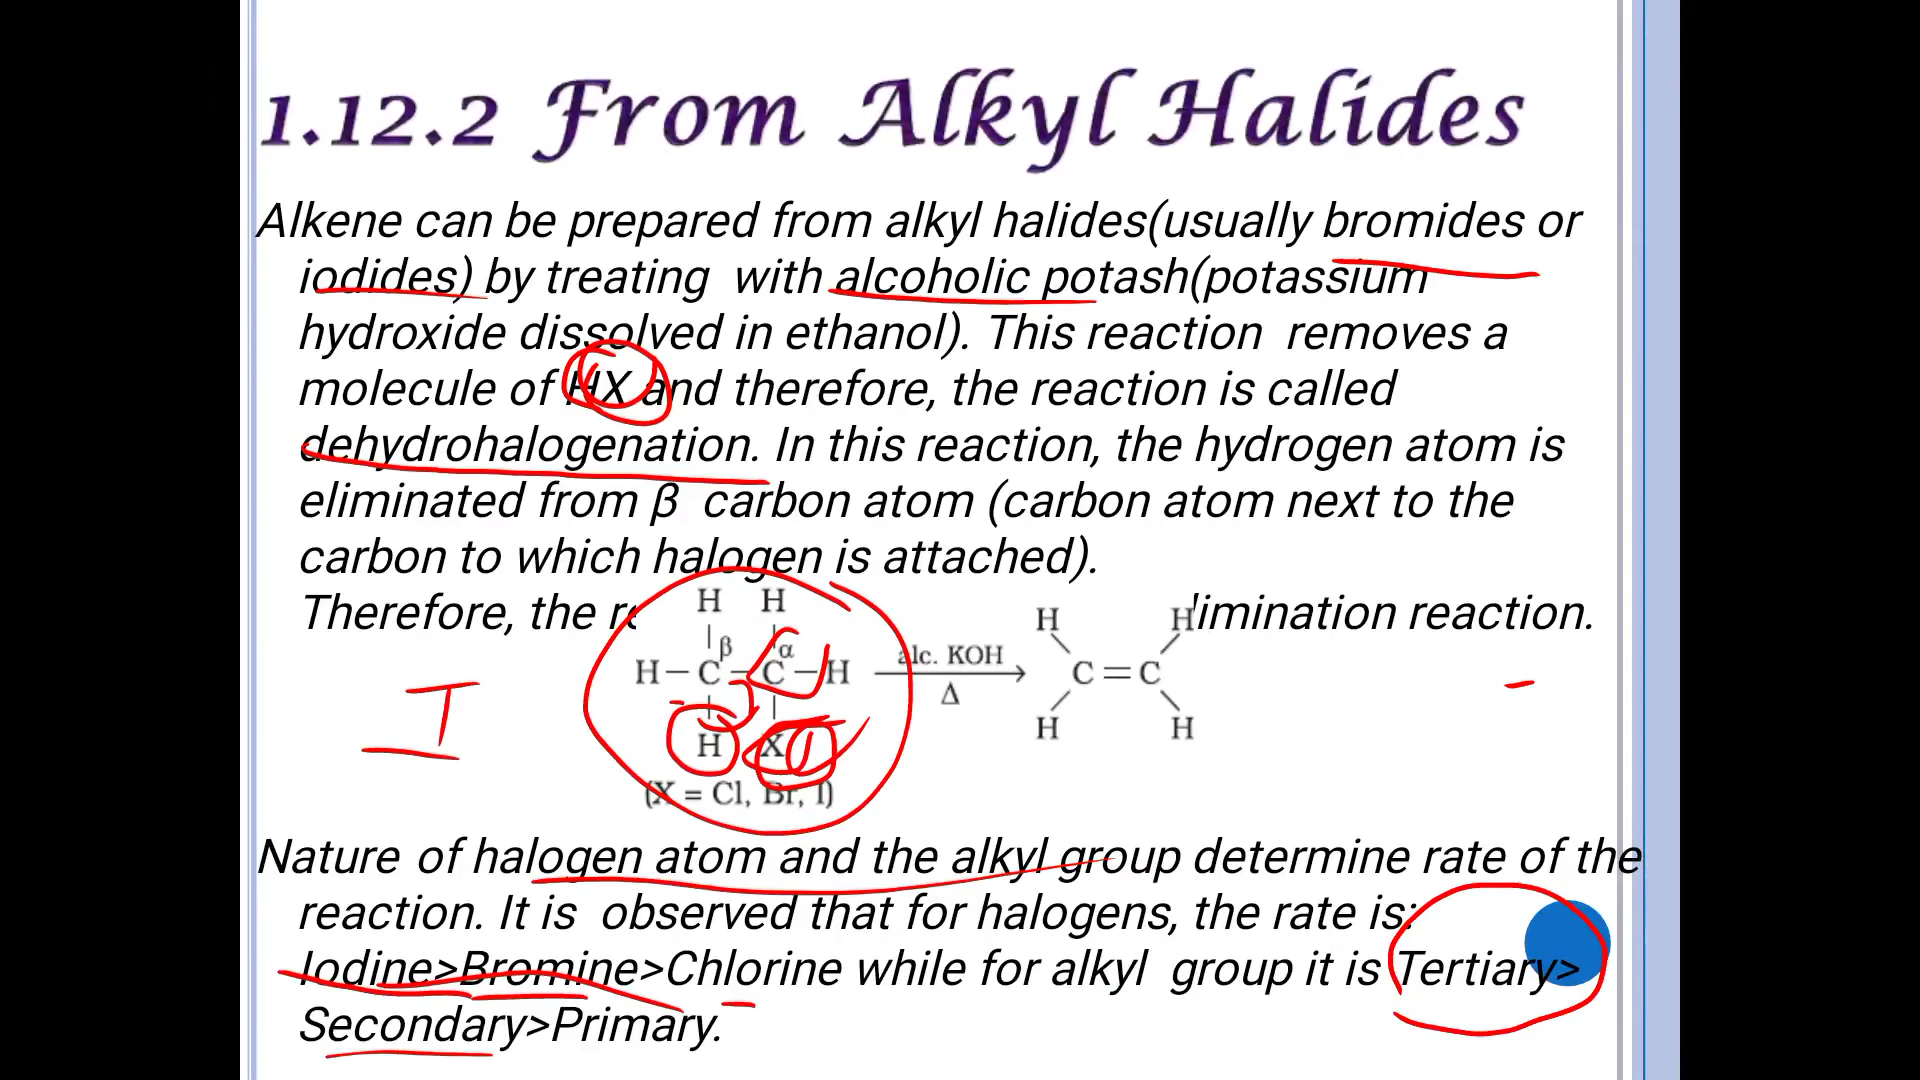 1.12.2 From Alkyl Halides
Alkene can be prepared from alkyl halides(usually bromides or
iodides) by treating with alcoholic potash(potassium
hydroxide dissolved in ethanol). This reaction removes a
molecule of HX and therefore, the reaction is called
dehydrohalogenation. In this reaction, the hydrogen atom is
eliminated from β carbon atom (carbon atom next to the
carbon to which halogen is attached).
Therefore, the limination reaction.
H H
β α
H–C–C–H
H X
(X = Cl, Br, I)
alc. KOH
Δ
H H
C=C
H H
I
Nature of halogen atom and the alkyl group determine rate of the
reaction. It is observed that for halogens, the rate is:
Iodine>Bromine>Chlorine while for alkyl group it is Tertiary>
Secondary>Primary.